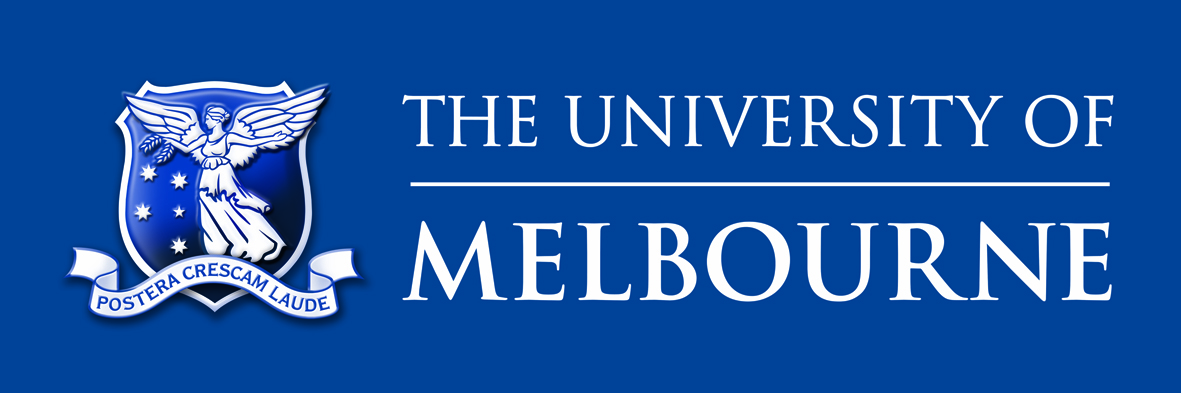 THE UNIVERSITY OF
MELBOURNE
POSTERA CRESCAM LAUDE